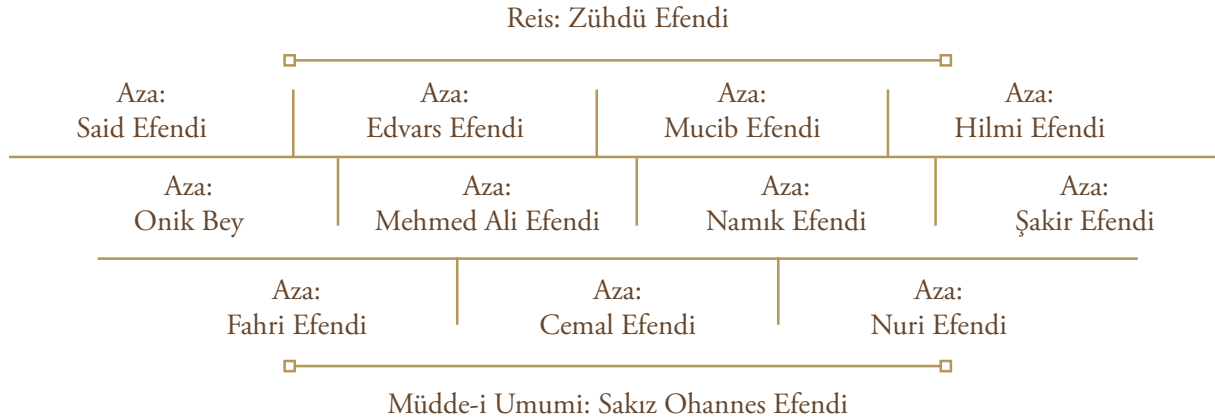 Reis: Zühdü Efendi
Aza:
Said Efendi
Aza:
Edvars Efendi
Aza:
Mucib Efendi
Aza:
Hilmi Efendi
Aza:
Onik Bey
Aza:
Mehmed Ali Efendi
Aza:
Namık Efendi
Aza:
Şakir Efendi
Aza:
Fahri Efendi
Aza:
Cemal Efendi
Aza:
Nuri Efendi
Müdde-i Umumi: Sakız Ohannes Efendi